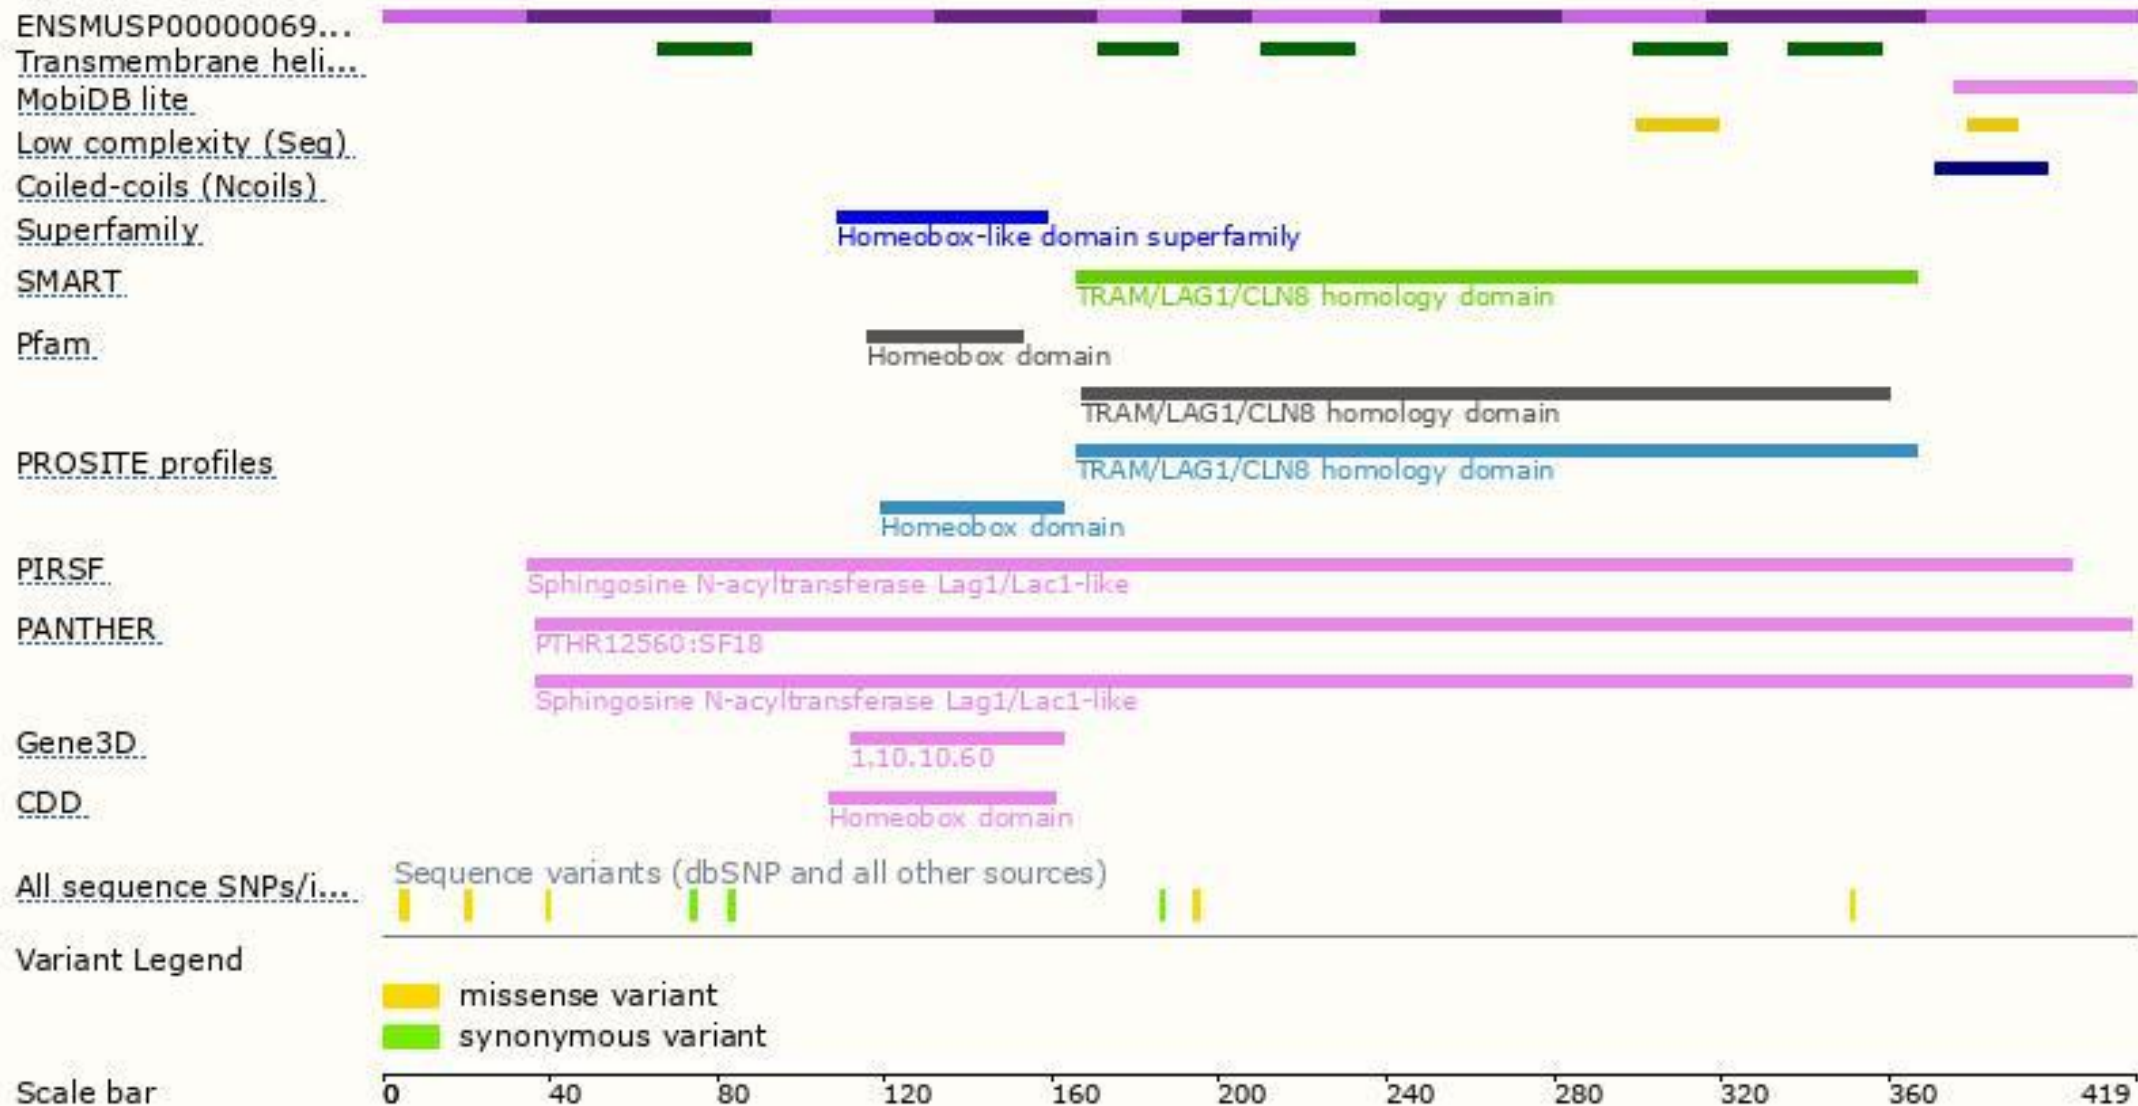 ENSMUSP00000069...
Transmembrane heli...
MobiDB lite
Low complexity (Seg)
Coiled-coils (Ncoils)
Superfamily
Homeobox-like domain superfamily
SMART
TRAM/LAG1/CLN8 homology domain
Pfam
Homeobox domain
TRAM/LAG1/CLN8 homology domain
PROSITE profiles
TRAM/LAG1/CLN8 homology domain
Homeobox domain
PIRSF
Sphingosine N-acyltransferase Lag1/Lac1-like
PANTHER
PTHR12560:SF18
Sphingosine N-acyltransferase Lag1/Lac1-like
Gene3D
1.10.10.60
CDD
Homeobox domain
Sequence variants (dbSNP and all other sources)
All sequence SNPs/i...
Variant Legend
missense variant
synonymous variant
Scale bar 0 40 80 120 160 200 240 280 320 360 419